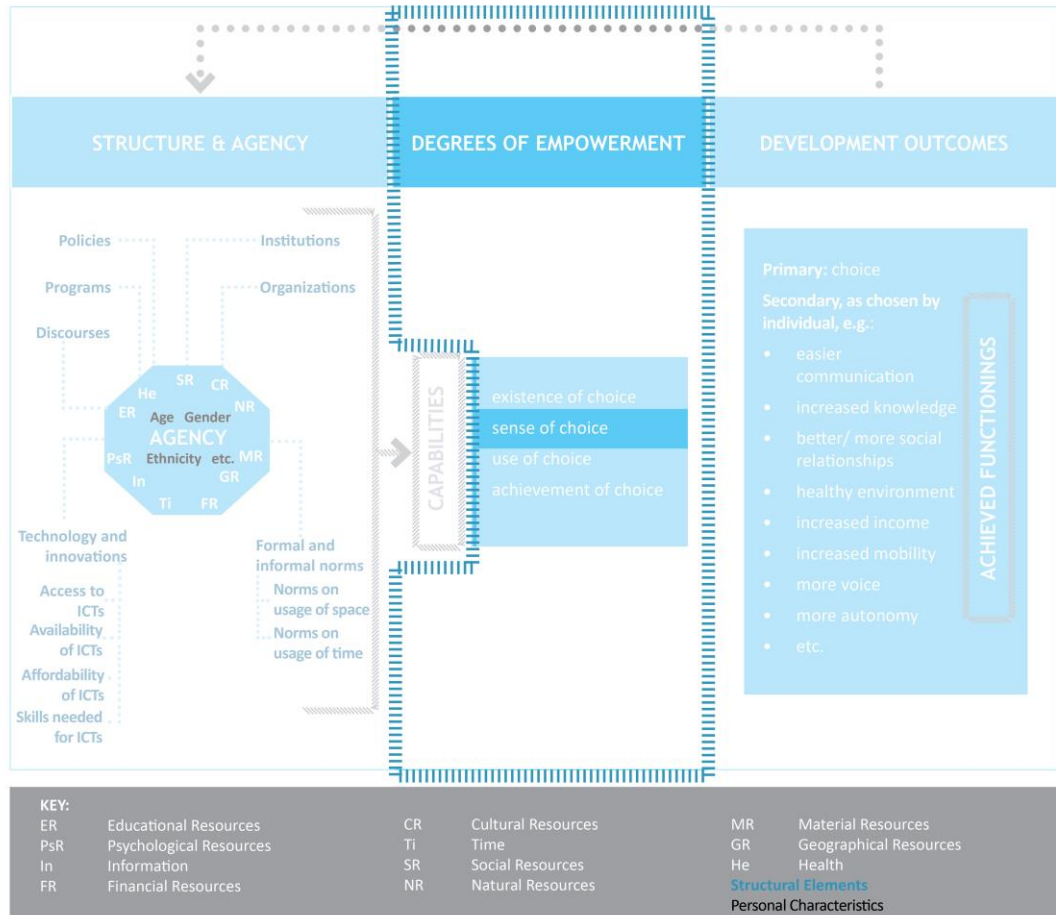 STRUCTURE & AGENCY
DEGREES OF EMPOWERMENT
DEVELOPMENT OUTCOMES
Policies
Institutions
Programs
Organizations
Discourses
He
SR
CR
ER
NR
Age Gender
AGENCY
Ethnicity etc.
PsR
MR
In
GR
Ti
FR
Technology and
innovations
Access to
ICTs
Availability
of ICTs
Affordability
of ICTs
Skills needed
for ICTs
Formal and
informal norms
Norms on
usage of space
Norms on
usage of time
CAPABILITIES
existence of choice
sense of choice
use of choice
achievement of choice
Primary: choice
Secondary, as chosen by
individual, e.g.:
• easier
communication
• increased knowledge
• better/ more social
relationships
• healthy environment
• increased income
• increased mobility
• more voice
• more autonomy
• etc.
ACHIEVED FUNCTIONINGS
KEY:
ER Educational Resources
PsR Psychological Resources
In Information
FR Financial Resources
CR Cultural Resources
Ti Time
SR Social Resources
NR Natural Resources
MR Material Resources
GR Geographical Resources
He Health
Structural Elements
Personal Characteristics